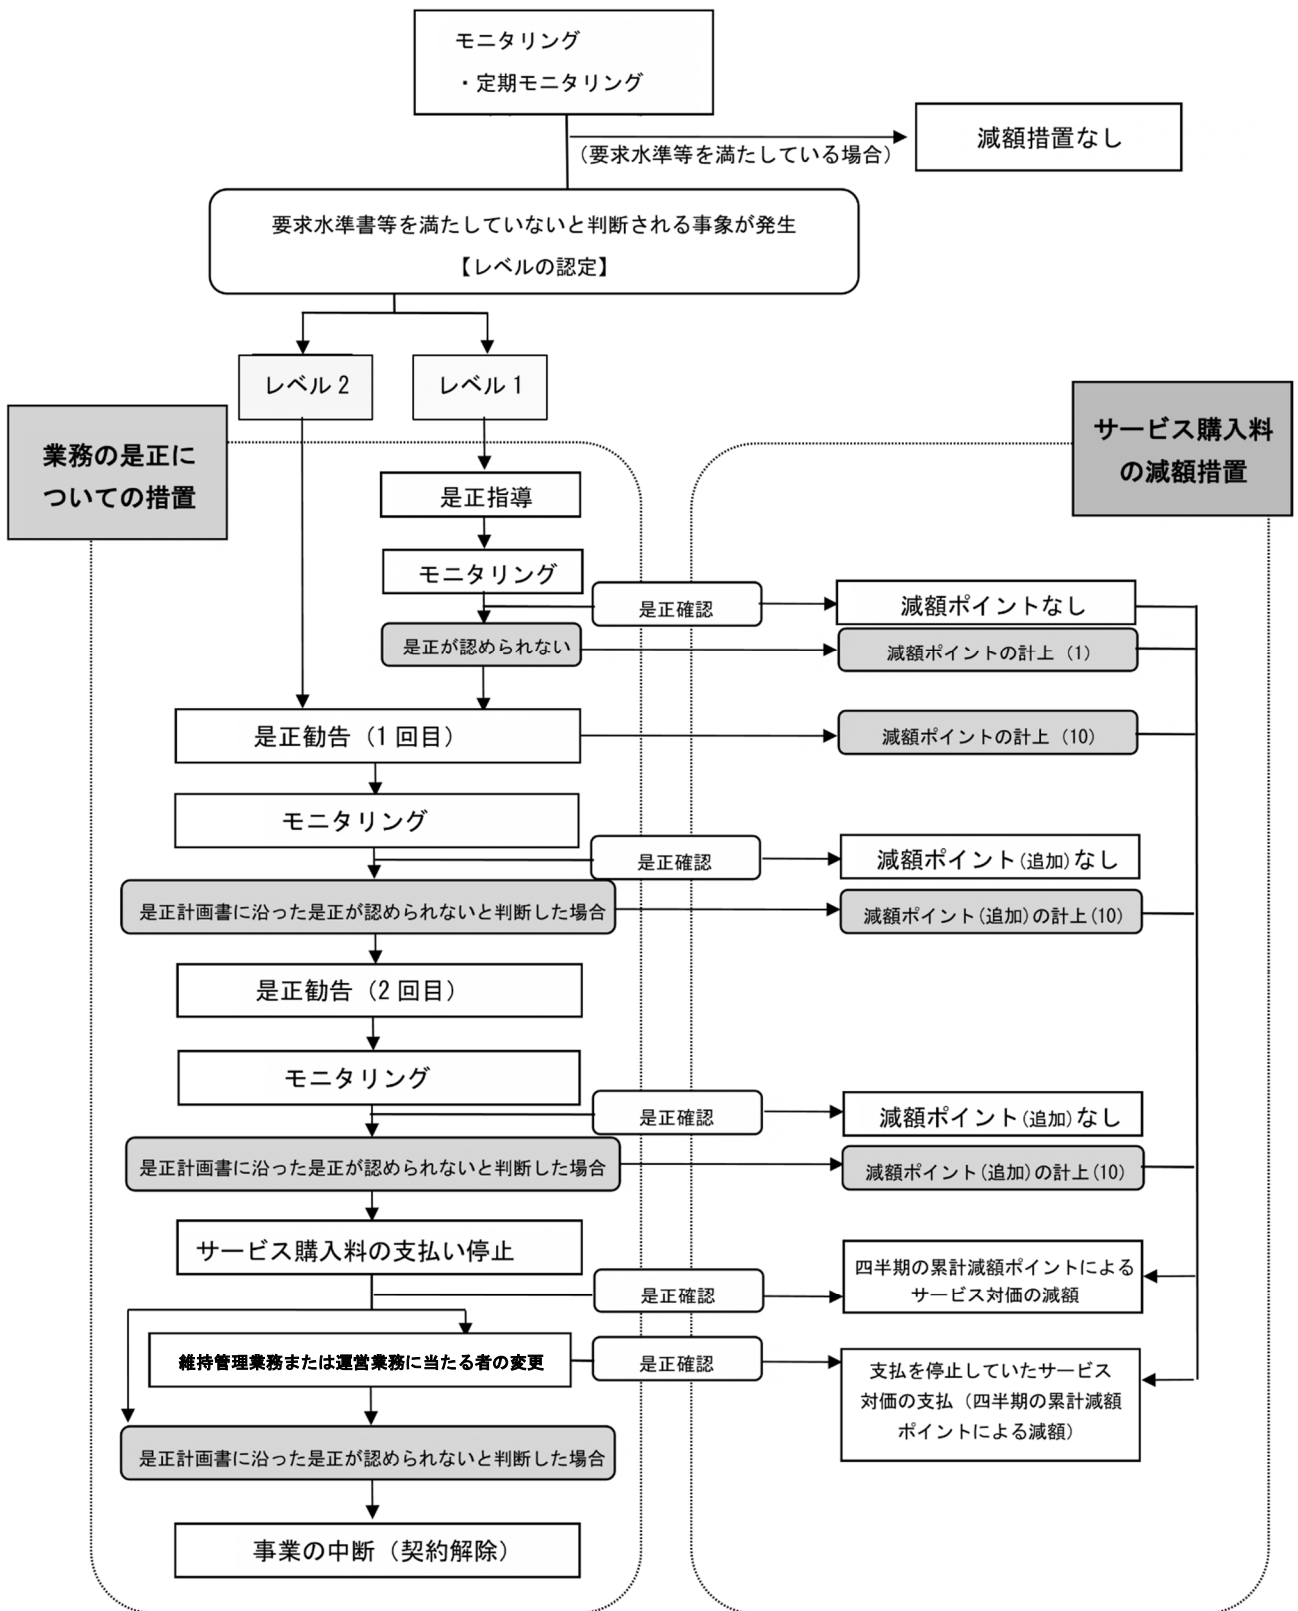 モニタリング
・定期モニタリング
減額措置なし
（要求水準等を満たしている場合）
要求水準書等を満たしていないと判断される事象が発生
【レベルの認定】
レベル 2
レベル 1
業務の是正に
ついての措置
サービス購入料
の減額措置
是正指導
モニタリング
是正確認
減額ポイントなし
是正が認められない
減額ポイントの計上（1）
是正勧告（1 回目）
減額ポイントの計上（10）
モニタリング
是正確認
減額ポイント（追加）なし
是正計画書に沿った是正が認められないと判断した場合
減額ポイント（追加）の計上（10）
是正勧告（2 回目）
モニタリング
是正確認
減額ポイント（追加）なし
是正計画書に沿った是正が認められないと判断した場合
減額ポイント（追加）の計上（10）
サービス購入料の支払い停止
是正確認
四半期の累計減額ポイントによる
サービス対価の減額
維持管理業務または運営業務に当たる者の変更
是正確認
支払を停止していたサービス
対価の支払（四半期の累計減額
ポイントによる減額）
是正計画書に沿った是正が認められないと判断した場合
事業の中断（契約解除）